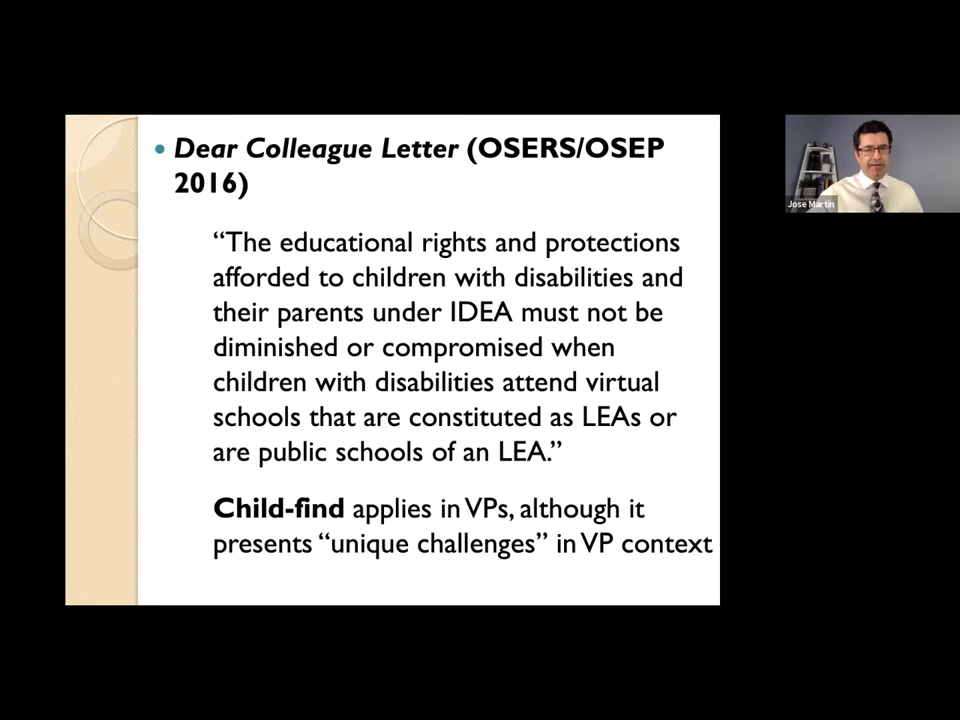 Dear Colleague Letter (OSERS/OSEP
2016)
“The educational rights and protections
afforded to children with disabilities and
their parents under IDEA must not be
diminished or compromised when
children with disabilities attend virtual
schools that are constituted as LEAs or
are public schools of an LEA.”
Child-find applies in VPs, although it
presents “unique challenges” in VP context
Jose Martin